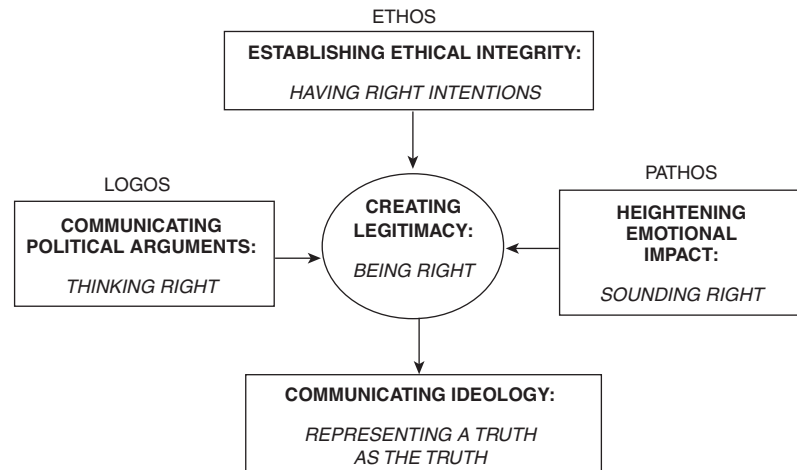 ETHOS
ESTABLISHING ETHICAL INTEGRITY:
HAVING RIGHT INTENTIONS
LOGOS
COMMUNICATING
POLITICAL ARGUMENTS:
THINKING RIGHT
CREATING
LEGITIMACY:
BEING RIGHT
PATHOS
HEIGHTENING
EMOTIONAL
IMPACT:
SOUNDING RIGHT
COMMUNICATING IDEOLOGY:
REPRESENTING A TRUTH
AS THE TRUTH